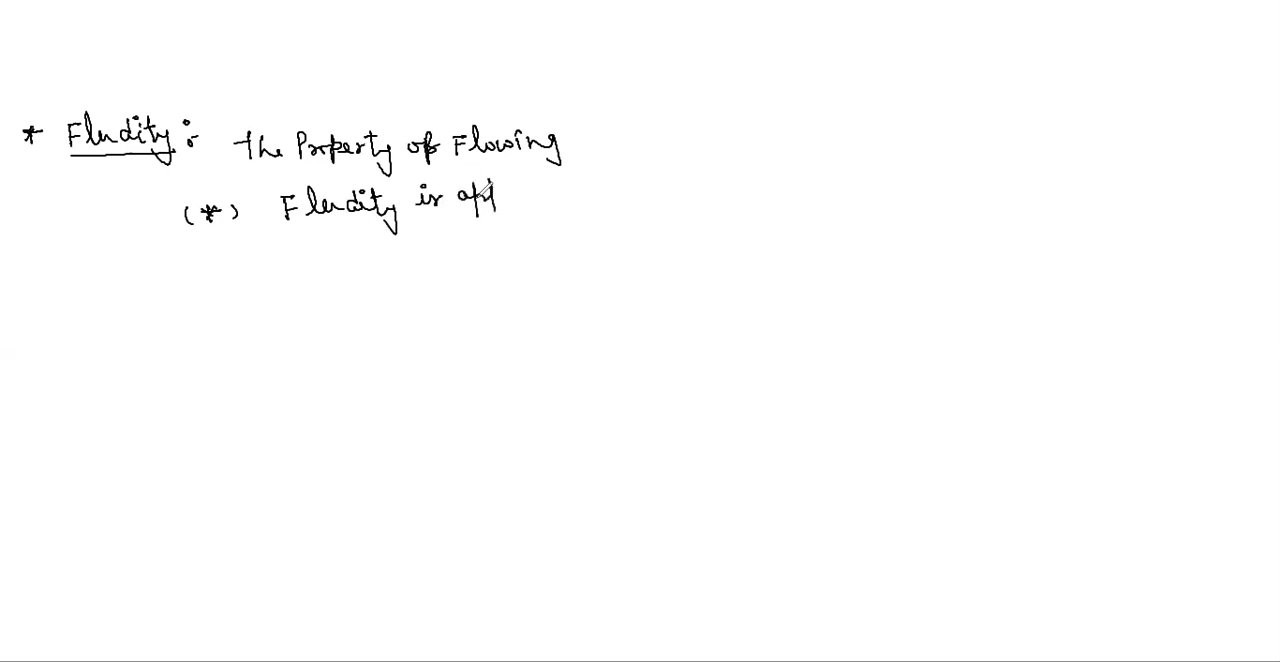 * Fludity :- the Property of Flowing
(*) Fludity is